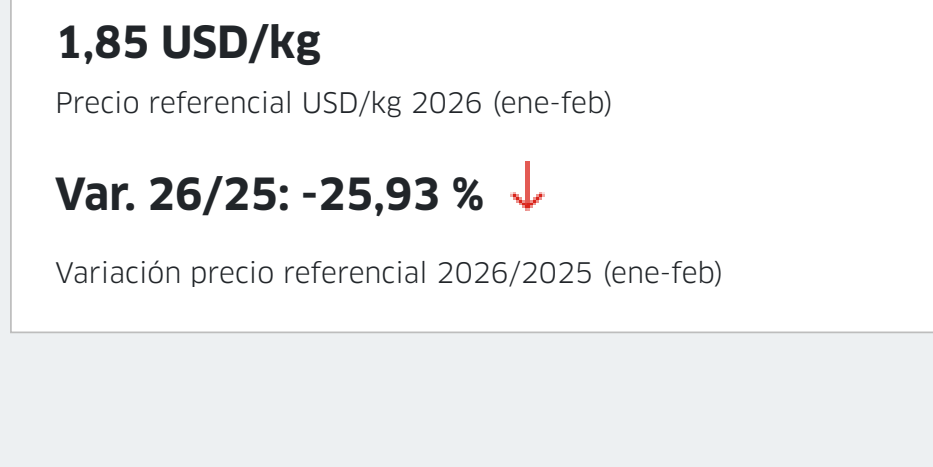 1,85 USD/kg
Precio referencial USD/kg 2026 (ene-feb)
Var. 26/25: -25,93 %
Variación precio referencial 2026/2025 (ene-feb)